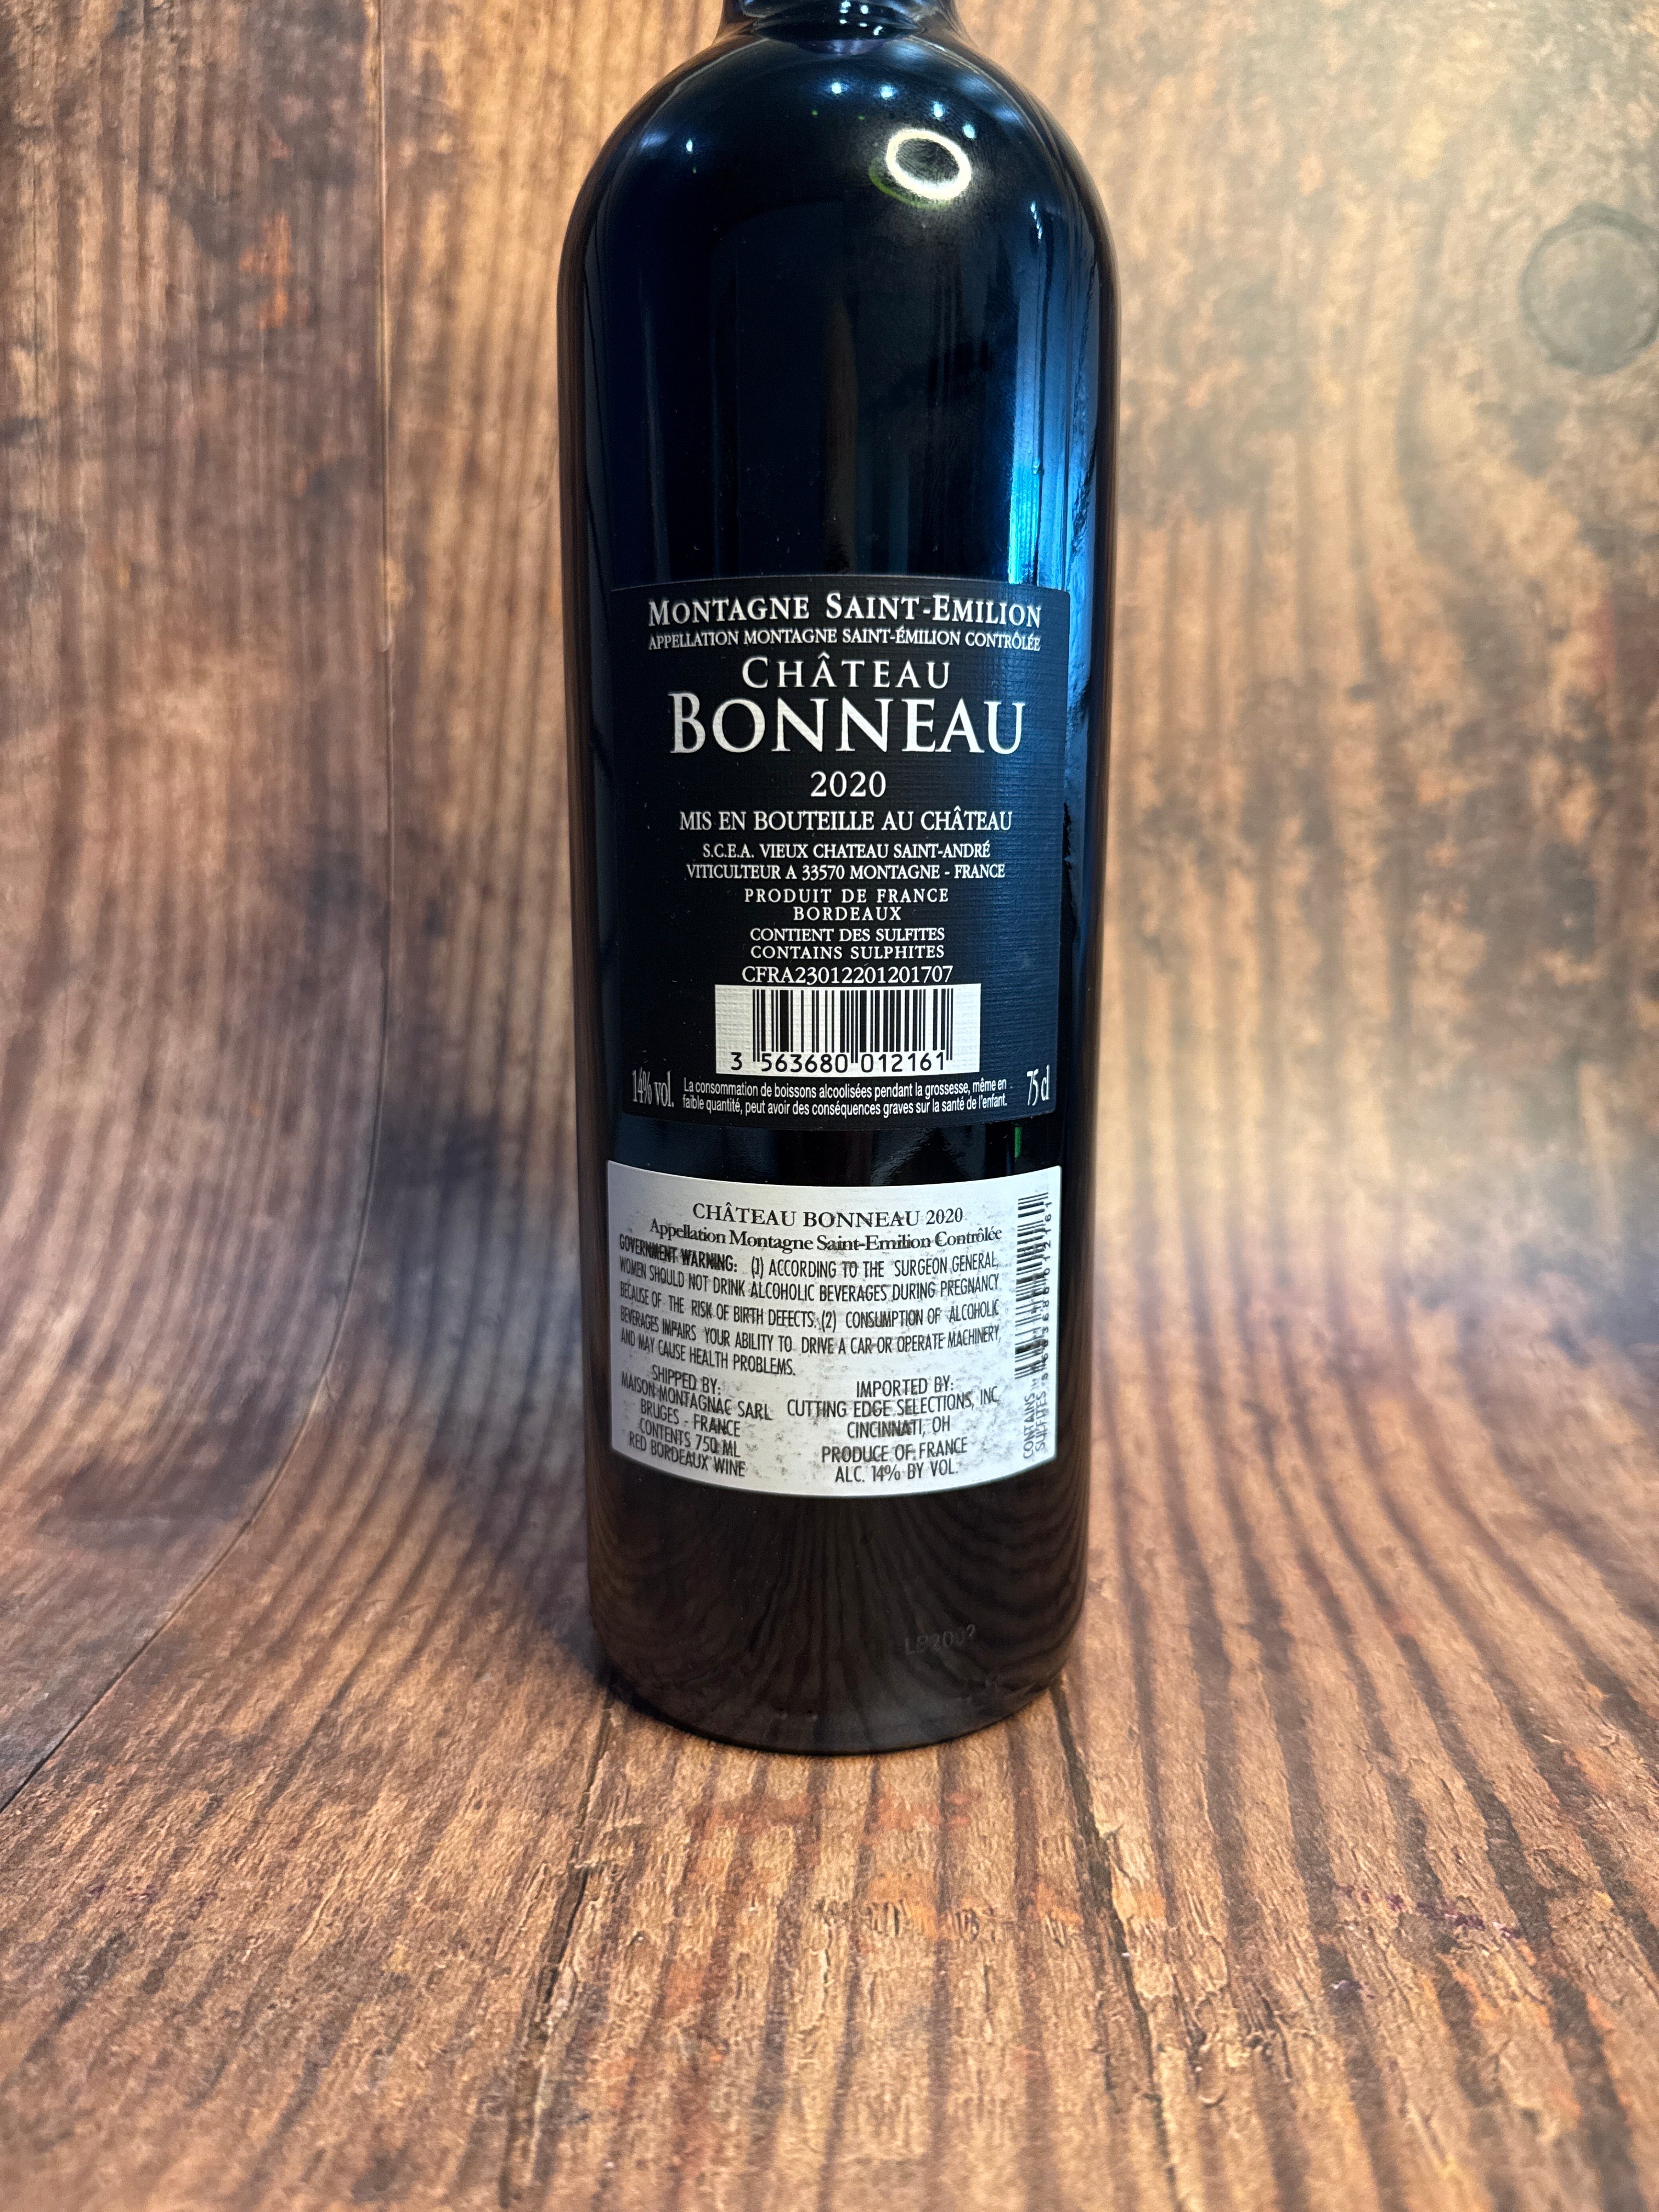 MONTAGNE SAINT-EMILION
APPELLATION MONTAGNE SAINT-ÉMILION CONTRÔLÉE
CHÂTEAU
BONNEAU
2020
MIS EN BOUTEILLE AU CHÂTEAU
S.C.E.A. VIEUX CHATEAU SAINT-ANDRÉ
VITICULTEUR A 33570 MONTAGNE - FRANCE
PRODUIT DE FRANCE
BORDEAUX
CONTIENT DES SULFITES
CONTAINS SULPHITES
CFRA23012201201707
3 563680 012161
14% vol.
La consommation de boissons alcoolisées pendant la grossesse, même en
faible quantité, peut avoir des conséquences graves sur la santé de l'enfant.
75 cl
CHÂTEAU BONNEAU 2020
Appellation Montagne Saint-Emilion Contrôlée
GOVERNMENT WARNING: (1) ACCORDING TO THE SURGEON GENERAL,
WOMEN SHOULD NOT DRINK ALCOHOLIC BEVERAGES DURING PREGNANCY
BECAUSE OF THE RISK OF BIRTH DEFECTS. (2) CONSUMPTION OF ALCOHOLIC
BEVERAGES IMPAIRS YOUR ABILITY TO DRIVE A CAR OR OPERATE MACHINERY,
AND MAY CAUSE HEALTH PROBLEMS.
SHIPPED BY:
MAISON MONTAGNAC SARL
BRUGES - FRANCE
CONTENTS 750 ML
RED BORDEAUX WINE
IMPORTED BY:
CUTTING EDGE SELECTIONS, INC.
CINCINNATI, OH
PRODUCE OF FRANCE
ALC. 14% BY VOL.
CONTAINS
SULFITES